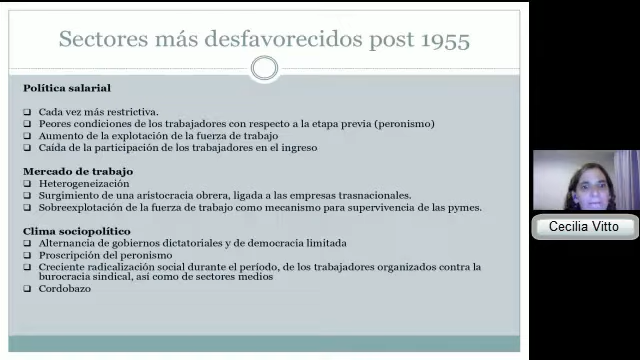 Sectores más desfavorecidos post 1955
Política salarial
Cada vez más restrictiva.
Peores condiciones de los trabajadores con respecto a la etapa previa (peronismo)
Aumento de la explotación de la fuerza de trabajo
Caída de la participación de los trabajadores en el ingreso
Mercado de trabajo
Heterogeneización
Surgimiento de una aristocracia obrera, ligada a las empresas trasnacionales.
Sobreexplotación de la fuerza de trabajo como mecanismo para supervivencia de las pymes.
Clima sociopolítico
Alternancia de gobiernos dictatoriales y de democracia limitada
Proscripción del peronismo
Creciente radicalización social durante el período, de los trabajadores organizados contra la
burocracia sindical, así como de sectores medios
Cordobazo
Cecilia Vitto